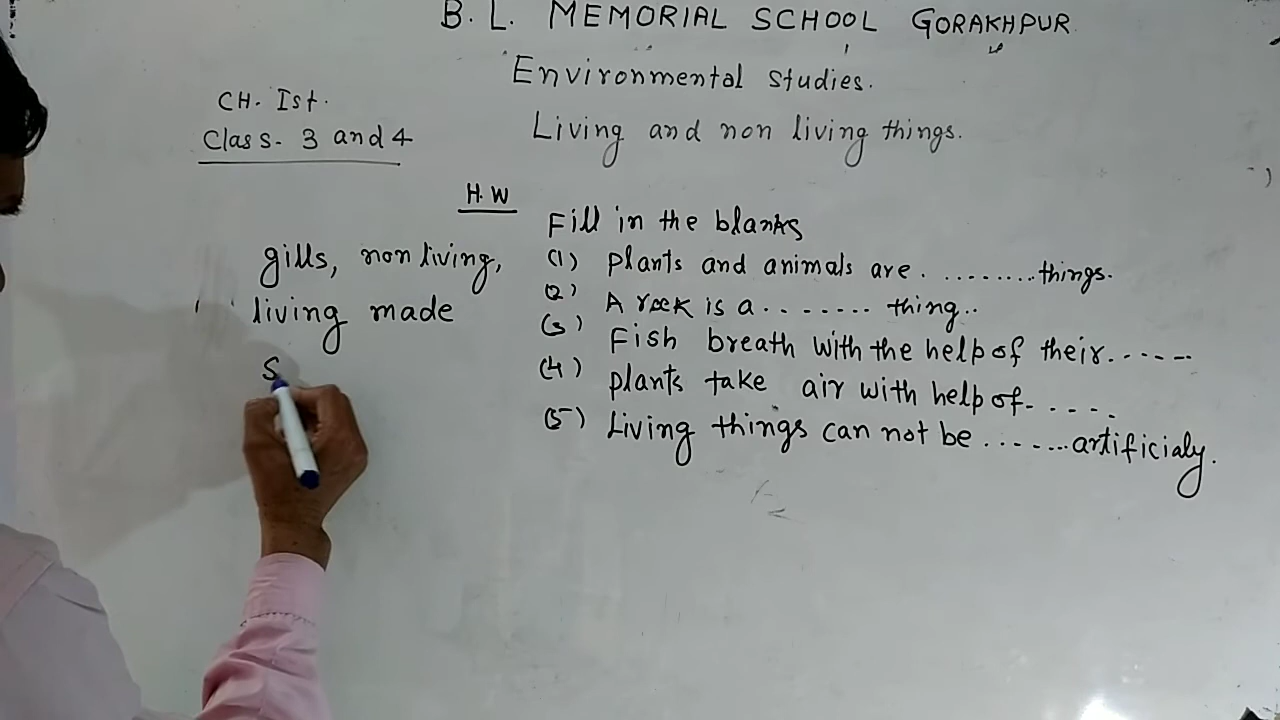 B. L. MEMORIAL SCHOOL GORAKHPUR
Environmental studies.
CH. Ist.
Class. 3 and 4
Living and non living things.
H.W
Fill in the blanks
gills, non living,
living made
S
(1) plants and animals are. ........things.
(2) A rock is a ....... thing..
(3) Fish breath with the help of their......
(4) plants take air with help of.....
(5) Living things can not be .......artificialy.